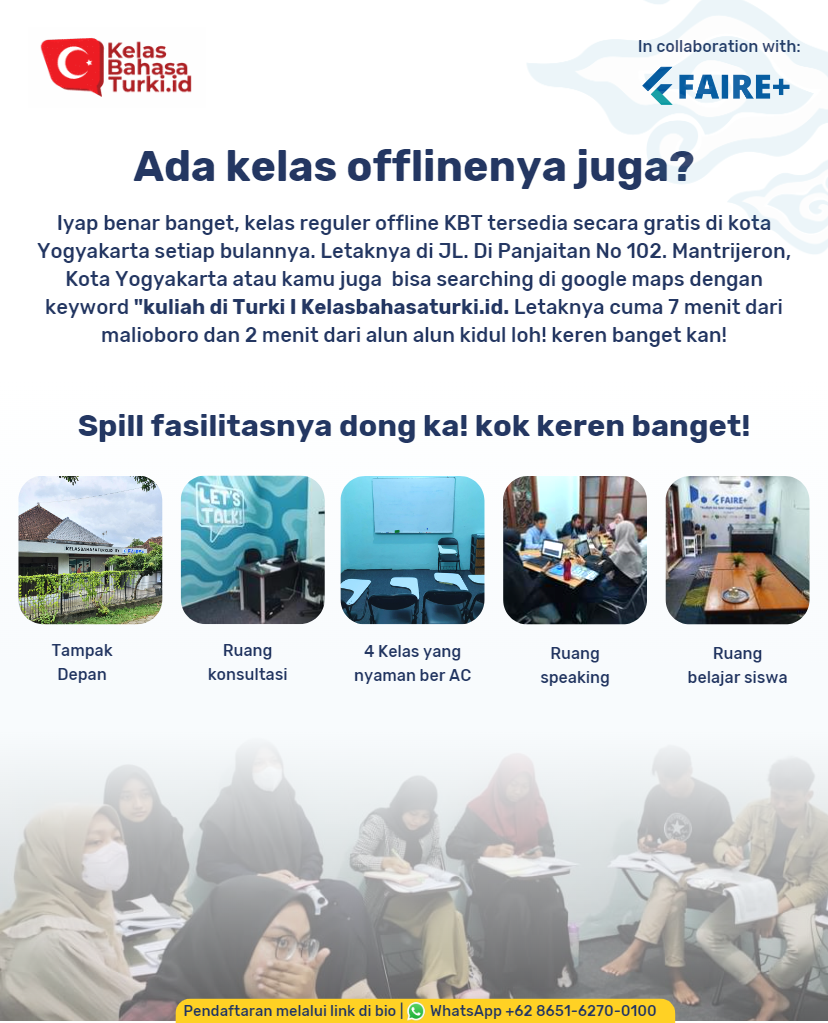 Kelas
Bahasa
Turki.id
In collaboration with:
FAIRE+
Ada kelas offlinenya juga?
Iyap benar banget, kelas reguler offline KBT tersedia secara gratis di kota
Yogyakarta setiap bulannya. Letaknya di JL. Di Panjaitan No 102. Mantrijeron,
Kota Yogyakarta atau kamu juga  bisa searching di google maps dengan
keyword "kuliah di Turki I Kelasbahasaturki.id. Letaknya cuma 7 menit dari
malioboro dan 2 menit dari alun alun kidul loh! keren banget kan!
Spill fasilitasnya dong ka! kok keren banget!
LET'S
TALK!
FAIRE+
Tampak
Depan
Ruang
konsultasi
4 Kelas yang
nyaman ber AC
Ruang
speaking
Ruang
belajar siswa
Pendaftaran melalui link di bio | WhatsApp +62 8651-6270-0100